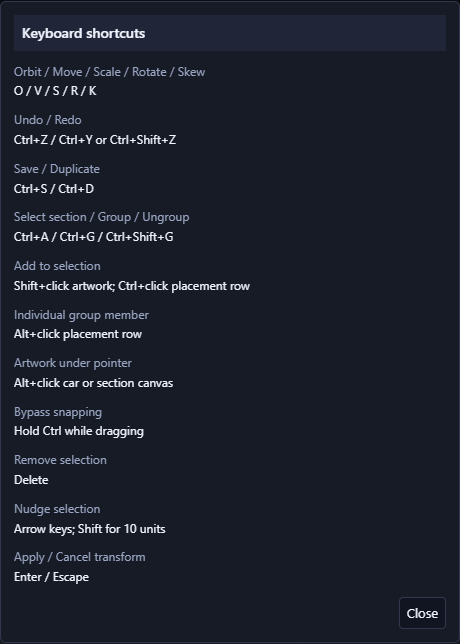 Keyboard shortcuts
Orbit / Move / Scale / Rotate / Skew
O / V / S / R / K
Undo / Redo
Ctrl+Z / Ctrl+Y or Ctrl+Shift+Z
Save / Duplicate
Ctrl+S / Ctrl+D
Select section / Group / Ungroup
Ctrl+A / Ctrl+G / Ctrl+Shift+G
Add to selection
Shift+click artwork; Ctrl+click placement row
Individual group member
Alt+click placement row
Artwork under pointer
Alt+click car or section canvas
Bypass snapping
Hold Ctrl while dragging
Remove selection
Delete
Nudge selection
Arrow keys; Shift for 10 units
Apply / Cancel transform
Enter / Escape
Close